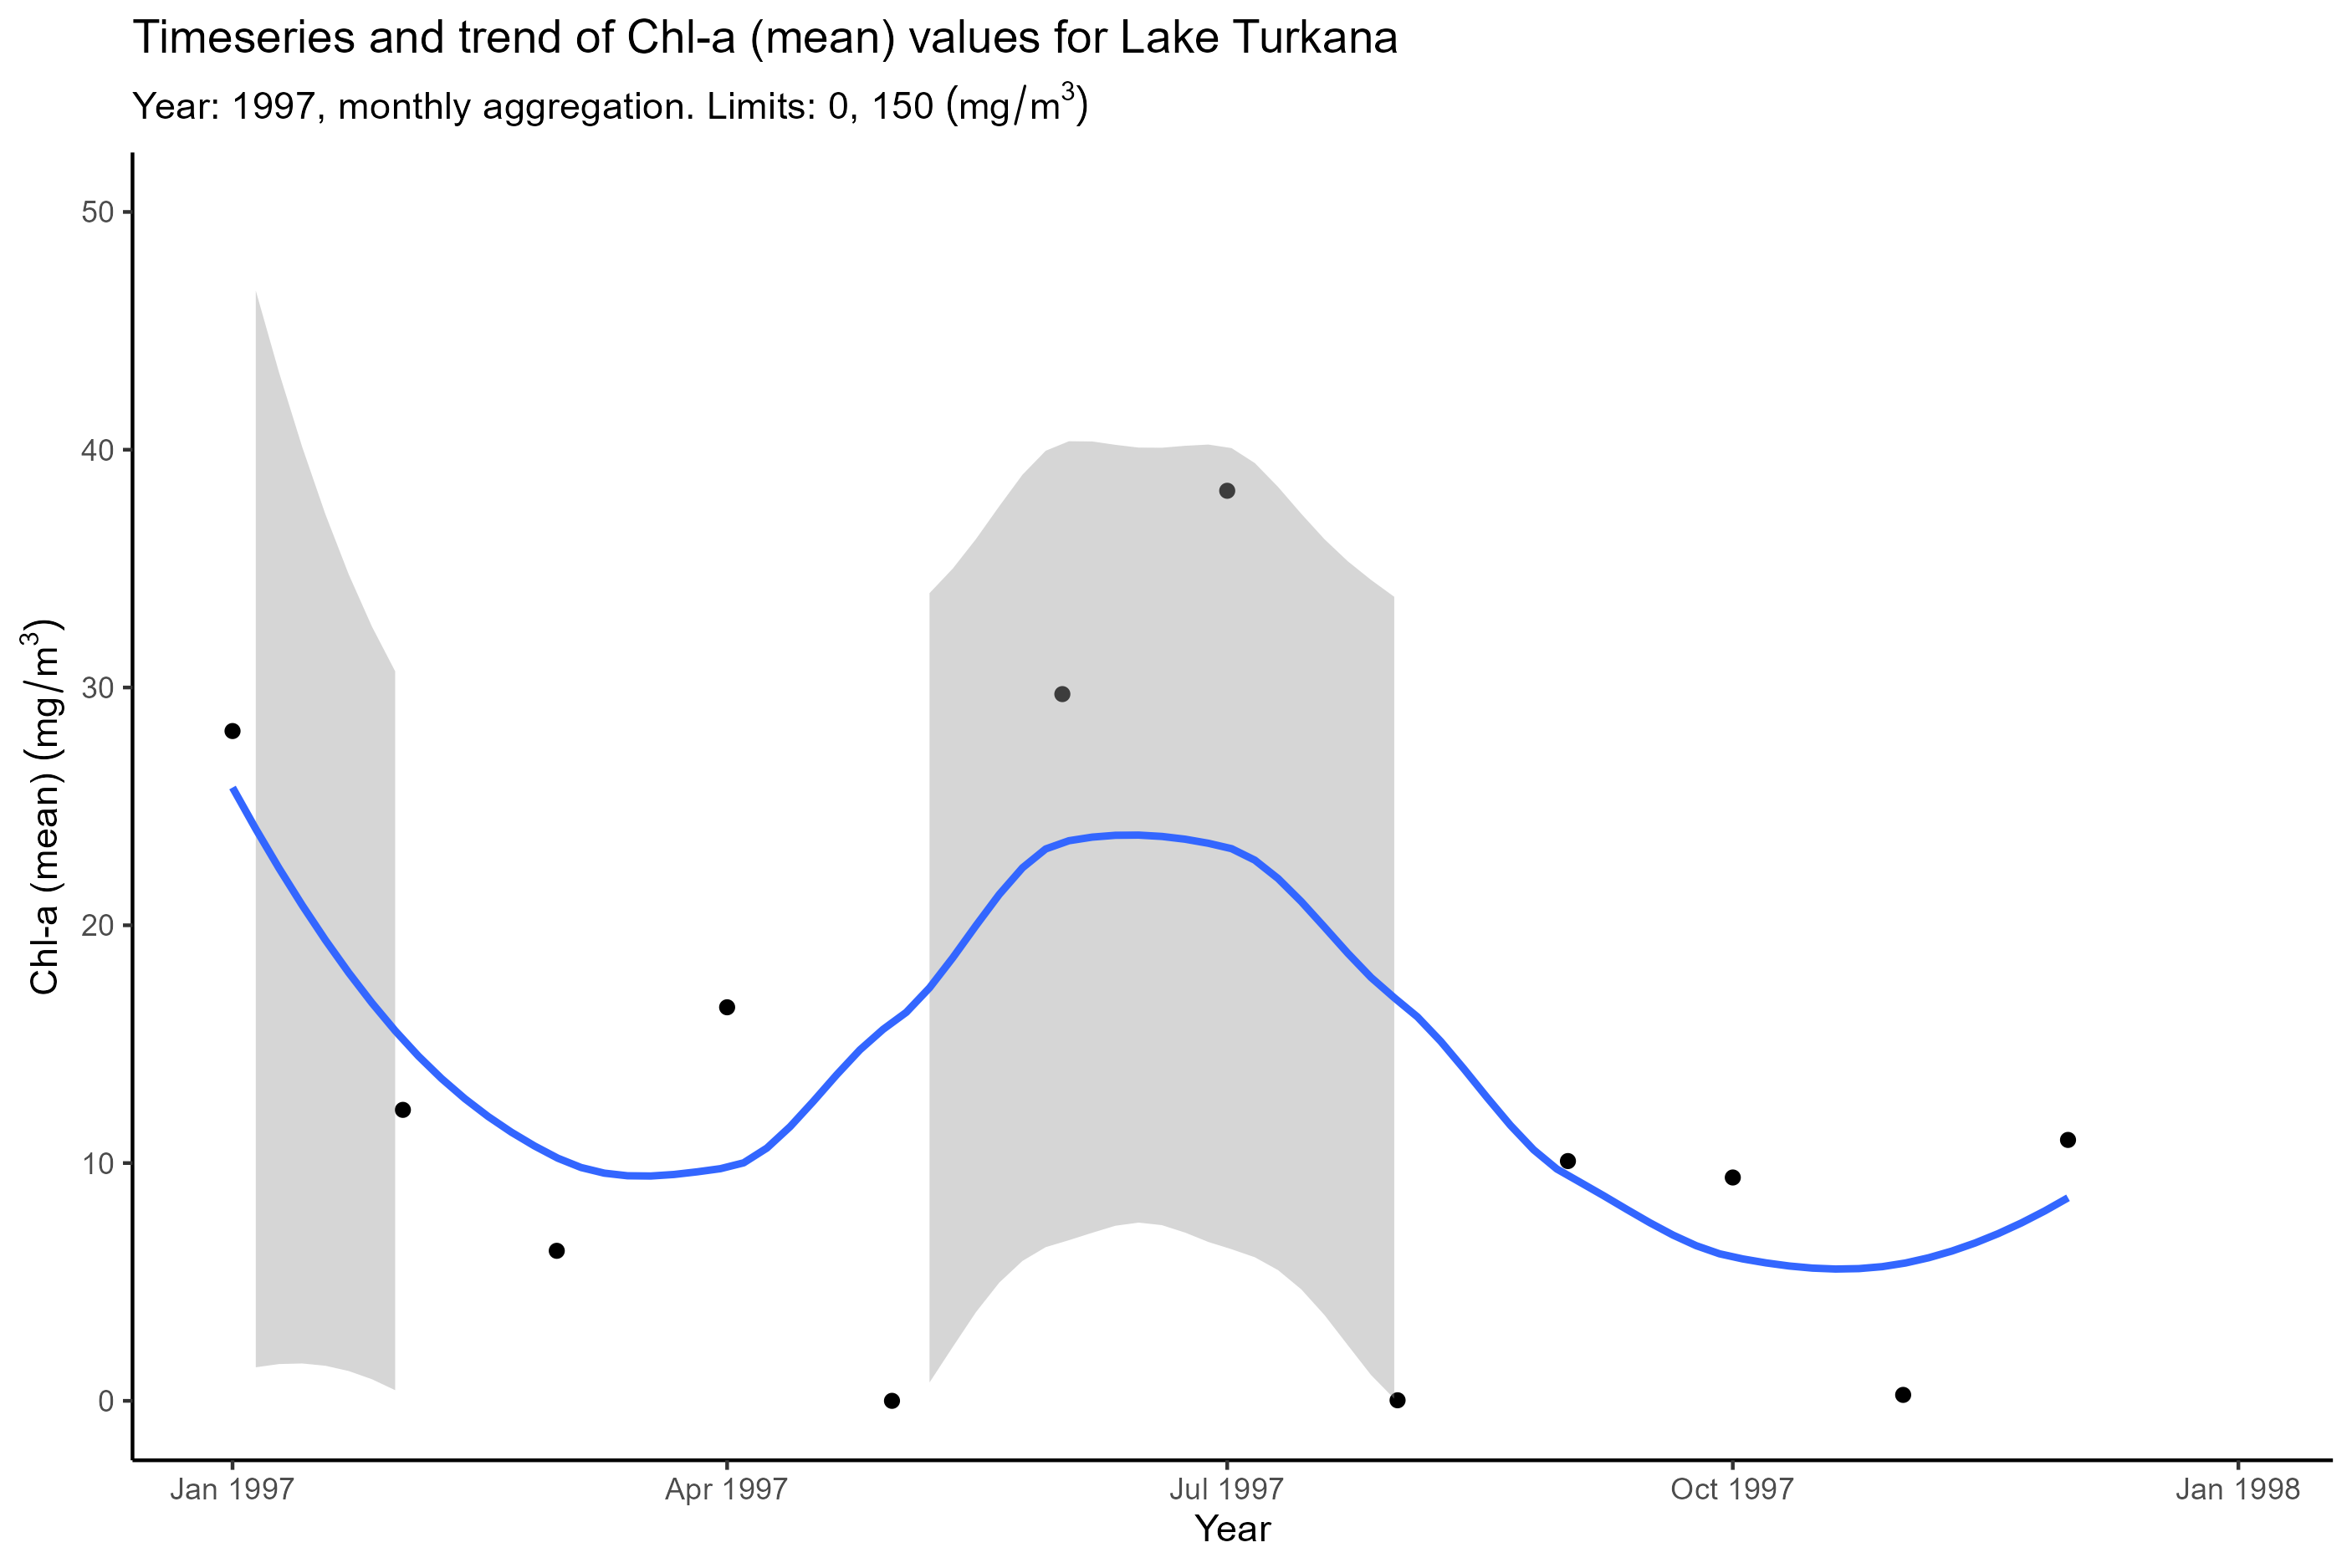 Timeseries and trend of Chl-a (mean) values for Lake Turkana
Year: 1997, monthly aggregation. Limits: 0, 150 (mg/m³)
Chl-a (mean) (mg/m³)
50
40
30
20
10
0
Jan 1997
Apr 1997
Jul 1997
Oct 1997
Jan 1998
Year